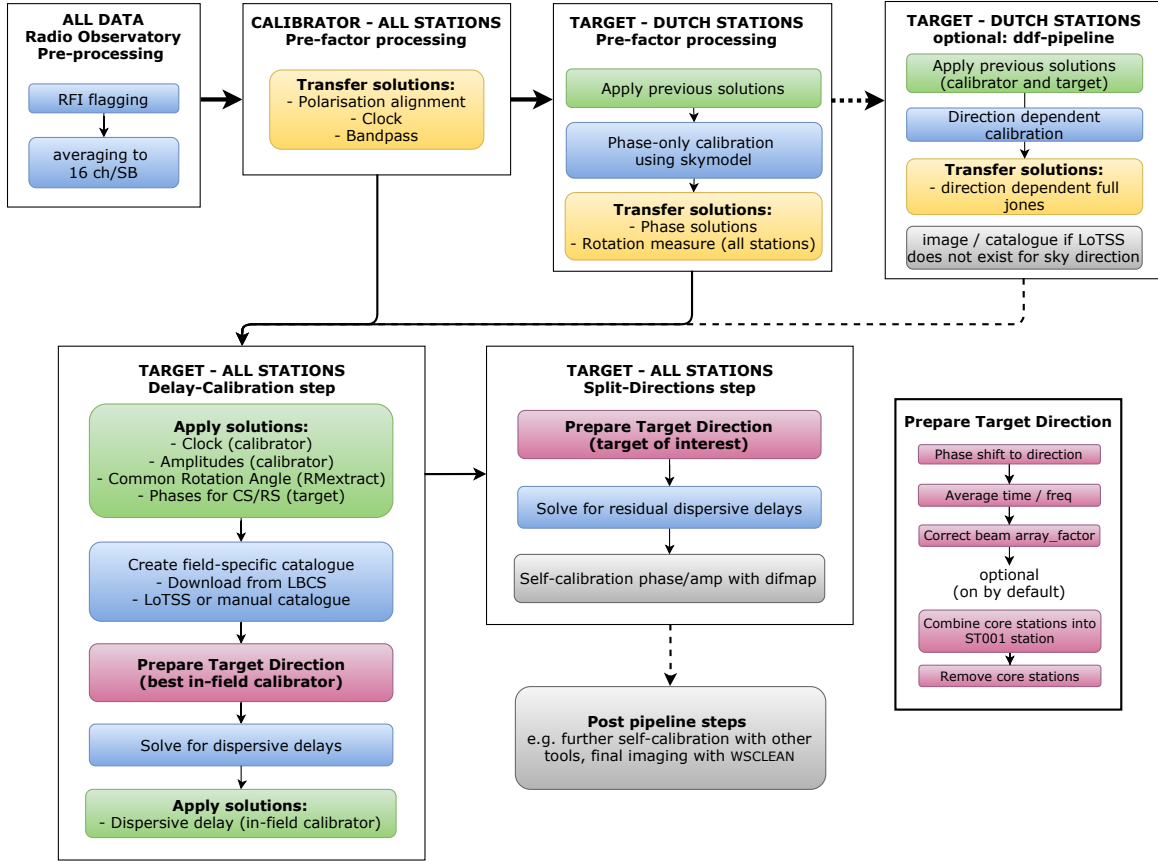 ALL DATA
Radio Observatory
Pre-processing
RFI flagging
averaging to
16 ch/SB
CALIBRATOR - ALL STATIONS
Pre-factor processing
Transfer solutions:
- Polarisation alignment
- Clock
- Bandpass
TARGET - DUTCH STATIONS
Pre-factor processing
Apply previous solutions
Phase-only calibration
using skymodel
Transfer solutions:
- Phase solutions
- Rotation measure (all stations)
TARGET - DUTCH STATIONS
optional: ddf-pipeline
Apply previous solutions
(calibrator and target)
Direction dependent
calibration
Transfer solutions:
- direction dependent full
jones
image / catalogue if LoTSS
does not exist for sky direction
TARGET - ALL STATIONS
Delay-Calibration step
Apply solutions:
- Clock (calibrator)
- Amplitudes (calibrator)
- Common Rotation Angle (RMextract)
- Phases for CS/RS (target)
Create field-specific catalogue
- Download from LBCS
- LoTSS or manual catalogue
Prepare Target Direction
(best in-field calibrator)
Solve for dispersive delays
Apply solutions:
- Dispersive delay (in-field calibrator)
TARGET - ALL STATIONS
Split-Directions step
Prepare Target Direction
(target of interest)
Solve for residual dispersive delays
Self-calibration phase/amp with difmap
Post pipeline steps
e.g. further self-calibration with other
tools, final imaging with WSCLEAN
Prepare Target Direction
Phase shift to direction
Average time / freq
Correct beam array_factor
optional
(on by default)
Combine core stations into
ST001 station
Remove core stations